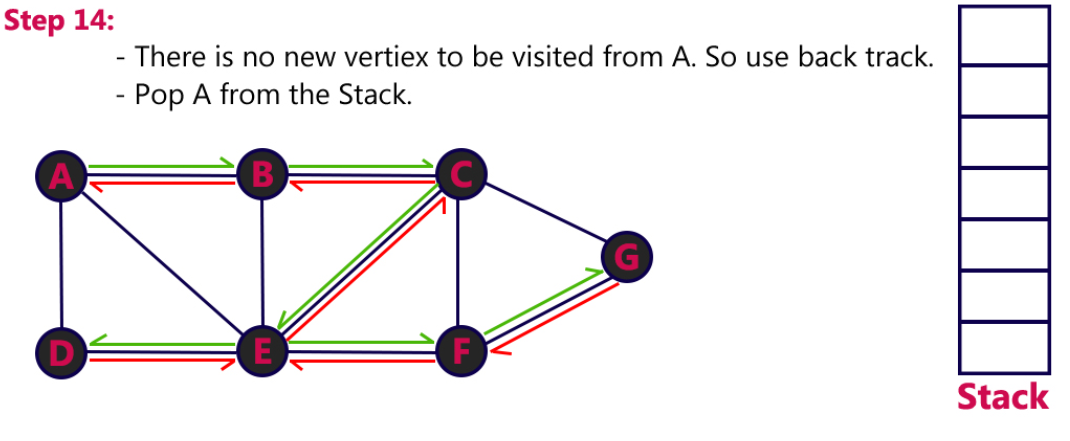 Step 14:
- There is no new vertiex to be visited from A. So use back track.
- Pop A from the Stack.
A B C
G
D E F
Stack